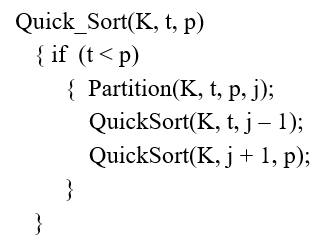 Quick_Sort(K, t, p)
{ if (t < p)
{ Partition(K, t, p, j);
QuickSort(K, t, j – 1);
QuickSort(K, j + 1, p);
}
}